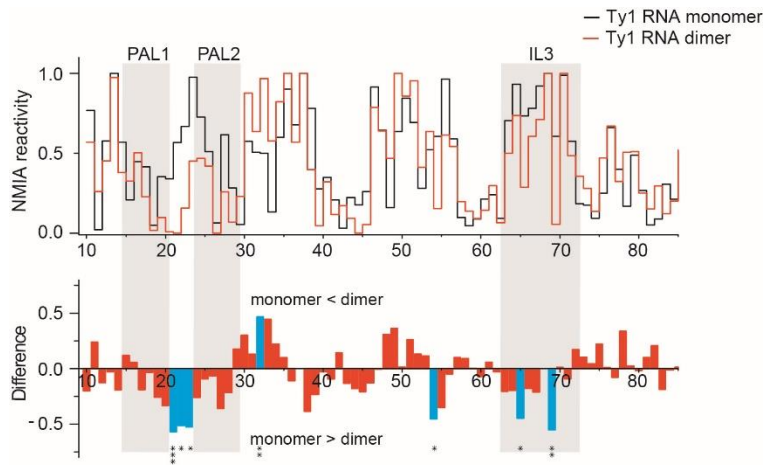 Ty1 RNA monomer
Ty1 RNA dimer
PAL1 PAL2 IL3
1.0
NMIA reactivity
0.5
0.0
10 20 30 40 50 60 70 80
monomer < dimer
0.5
Difference
0.0
10 20 30 40 50 60 70 80
-0.5
monomer > dimer
*** * * ** * * **